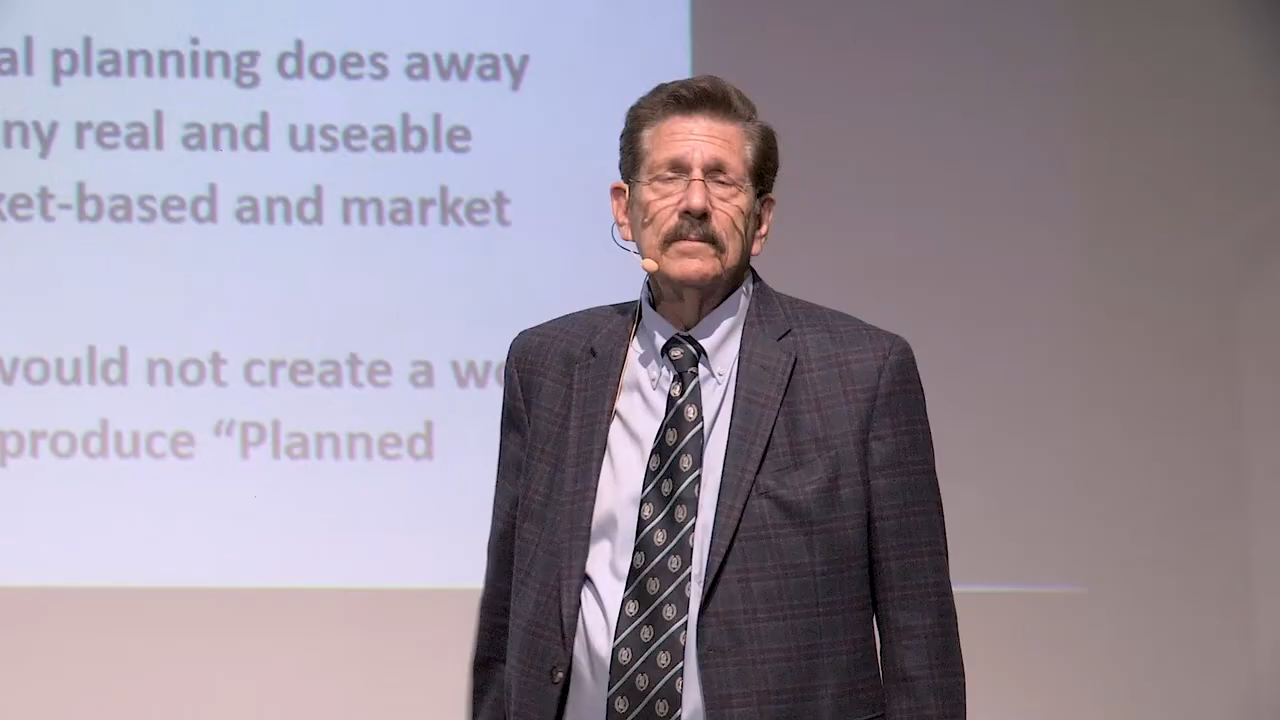 al planning does away
ny real and useable
ket-based and market
would not create a wo
produce “Planned